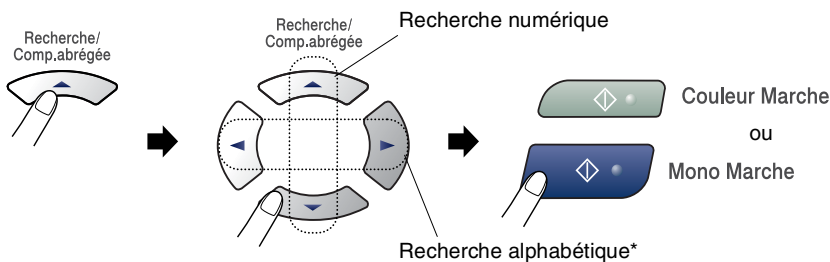 Recherche/
Comp.abrégée
Recherche/
Comp.abrégée
Recherche numérique
Couleur Marche
ou
Mono Marche
Recherche alphabétique*